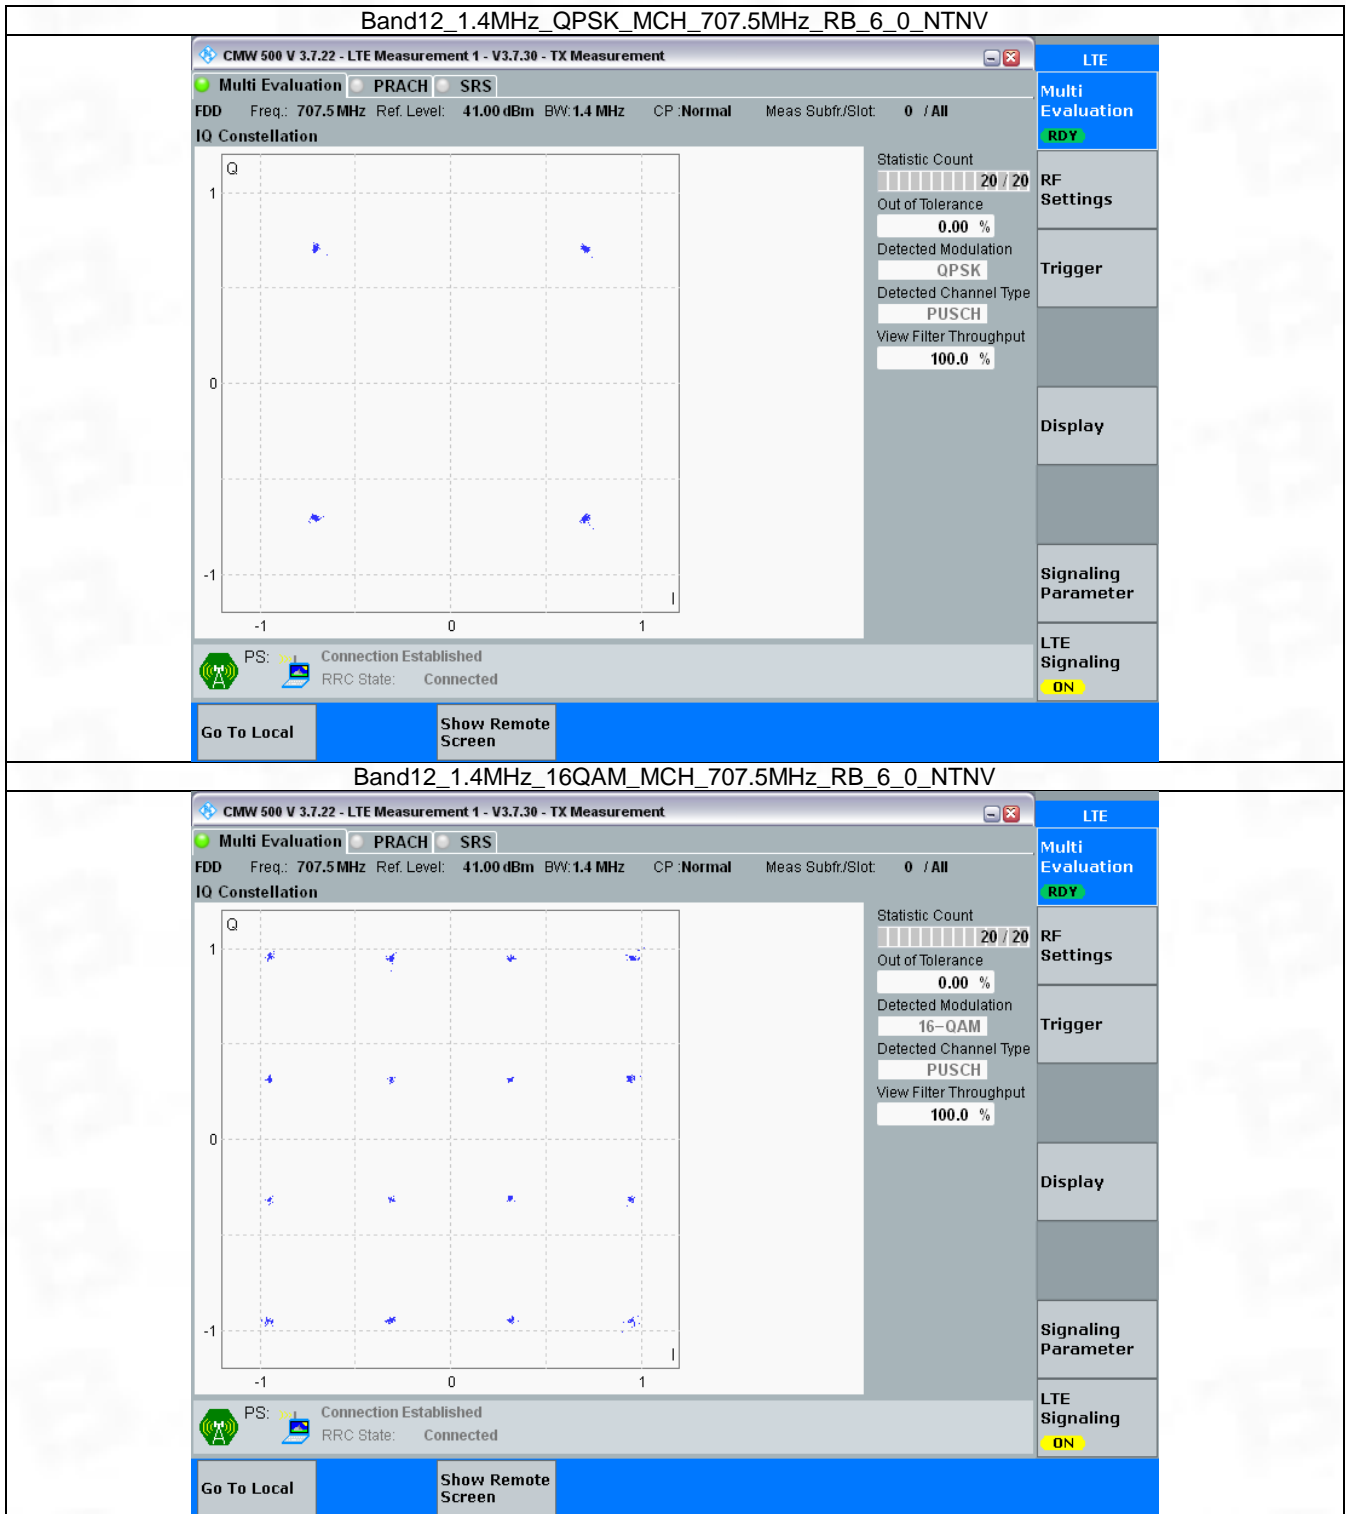 Band12_1.4MHz_QPSK_MCH_707.5MHz_RB_6_0_NTNV
CMW 500 V 3.7.22 - LTE Measurement 1 - V3.7.30 - TX Measurement
LTE
Multi Evaluation PRACH SRS
Multi
Evaluation
RDY
FDD Freq.: 707.5 MHz Ref. Level: 41.00 dBm BW: 1.4 MHz CP :Normal Meas Subfr./Slot: 0 / All
IQ Constellation
Q
1
0
-1
I
-1 0 1
Statistic Count
20 / 20
Out of Tolerance
0.00 %
Detected Modulation
QPSK
Detected Channel Type
PUSCH
View Filter Throughput
100.0 %
RF
Settings
Trigger
Display
Signaling
Parameter
LTE
Signaling
ON
PS: Connection Established
RRC State: Connected
Go To Local
Show Remote
Screen
Band12_1.4MHz_16QAM_MCH_707.5MHz_RB_6_0_NTNV
CMW 500 V 3.7.22 - LTE Measurement 1 - V3.7.30 - TX Measurement
LTE
Multi Evaluation PRACH SRS
Multi
Evaluation
RDY
FDD Freq.: 707.5 MHz Ref. Level: 41.00 dBm BW: 1.4 MHz CP :Normal Meas Subfr./Slot: 0 / All
IQ Constellation
Q
1
0
-1
I
-1 0 1
Statistic Count
20 / 20
Out of Tolerance
0.00 %
Detected Modulation
16-QAM
Detected Channel Type
PUSCH
View Filter Throughput
100.0 %
RF
Settings
Trigger
Display
Signaling
Parameter
LTE
Signaling
ON
PS: Connection Established
RRC State: Connected
Go To Local
Show Remote
Screen